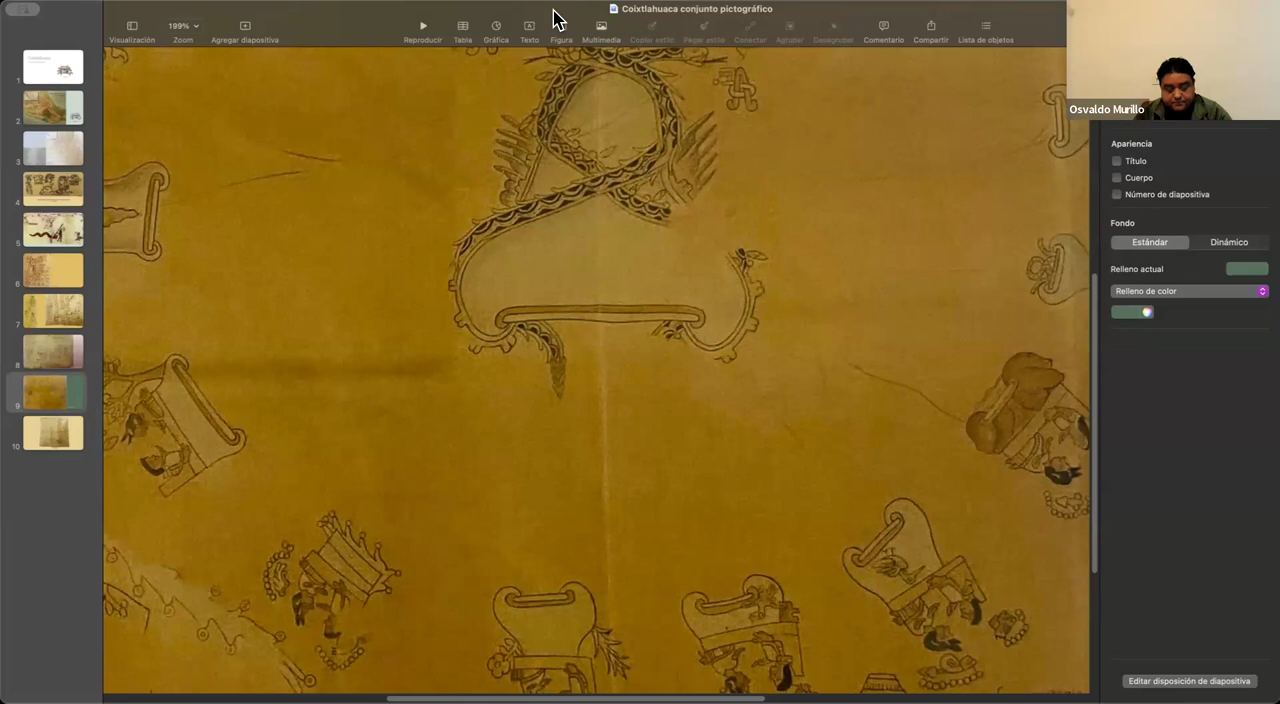 Coixtlahuaca conjunto pictográfico
199%
Visualización Zoom Agregar diapositiva Reproducir Tabla Gráfica Texto Figura Multimedia Copiar estilo Pegar estilo Conectar Agrupar Desagrupar Comentario Compartir Lista de objetos
Osvaldo Murillo
Apariencia
Título
Cuerpo
Número de diapositiva
Fondo
Estándar Dinámico
Relleno actual
Relleno de color
Editar disposición de diapositiva
1
2
3
4
5
6
7
8
9
10